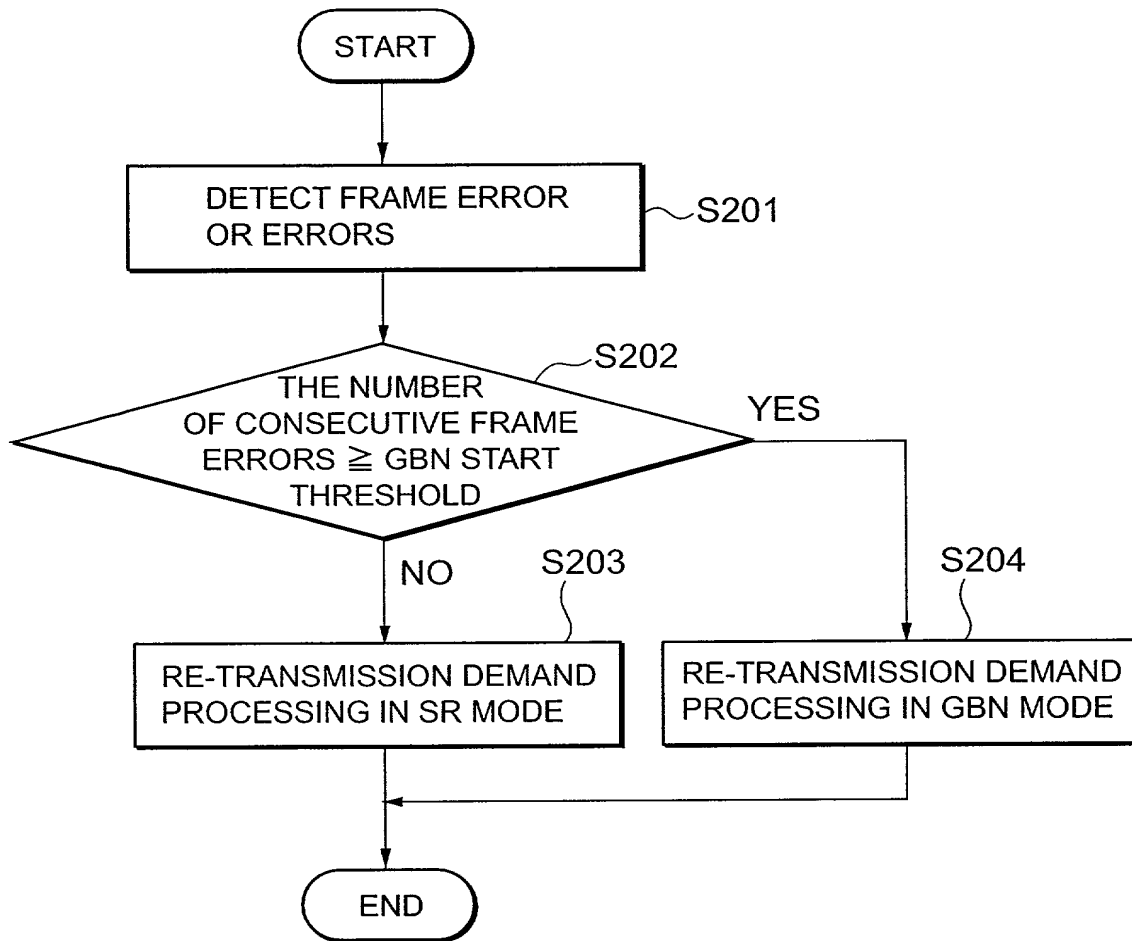 START
DETECT FRAME ERROR
OR ERRORS
S201
S202
THE NUMBER
OF CONSECUTIVE FRAME
ERRORS ≧ GBN START
THRESHOLD
YES
NO
S203
S204
RE-TRANSMISSION DEMAND
PROCESSING IN SR MODE
RE-TRANSMISSION DEMAND
PROCESSING IN GBN MODE
END